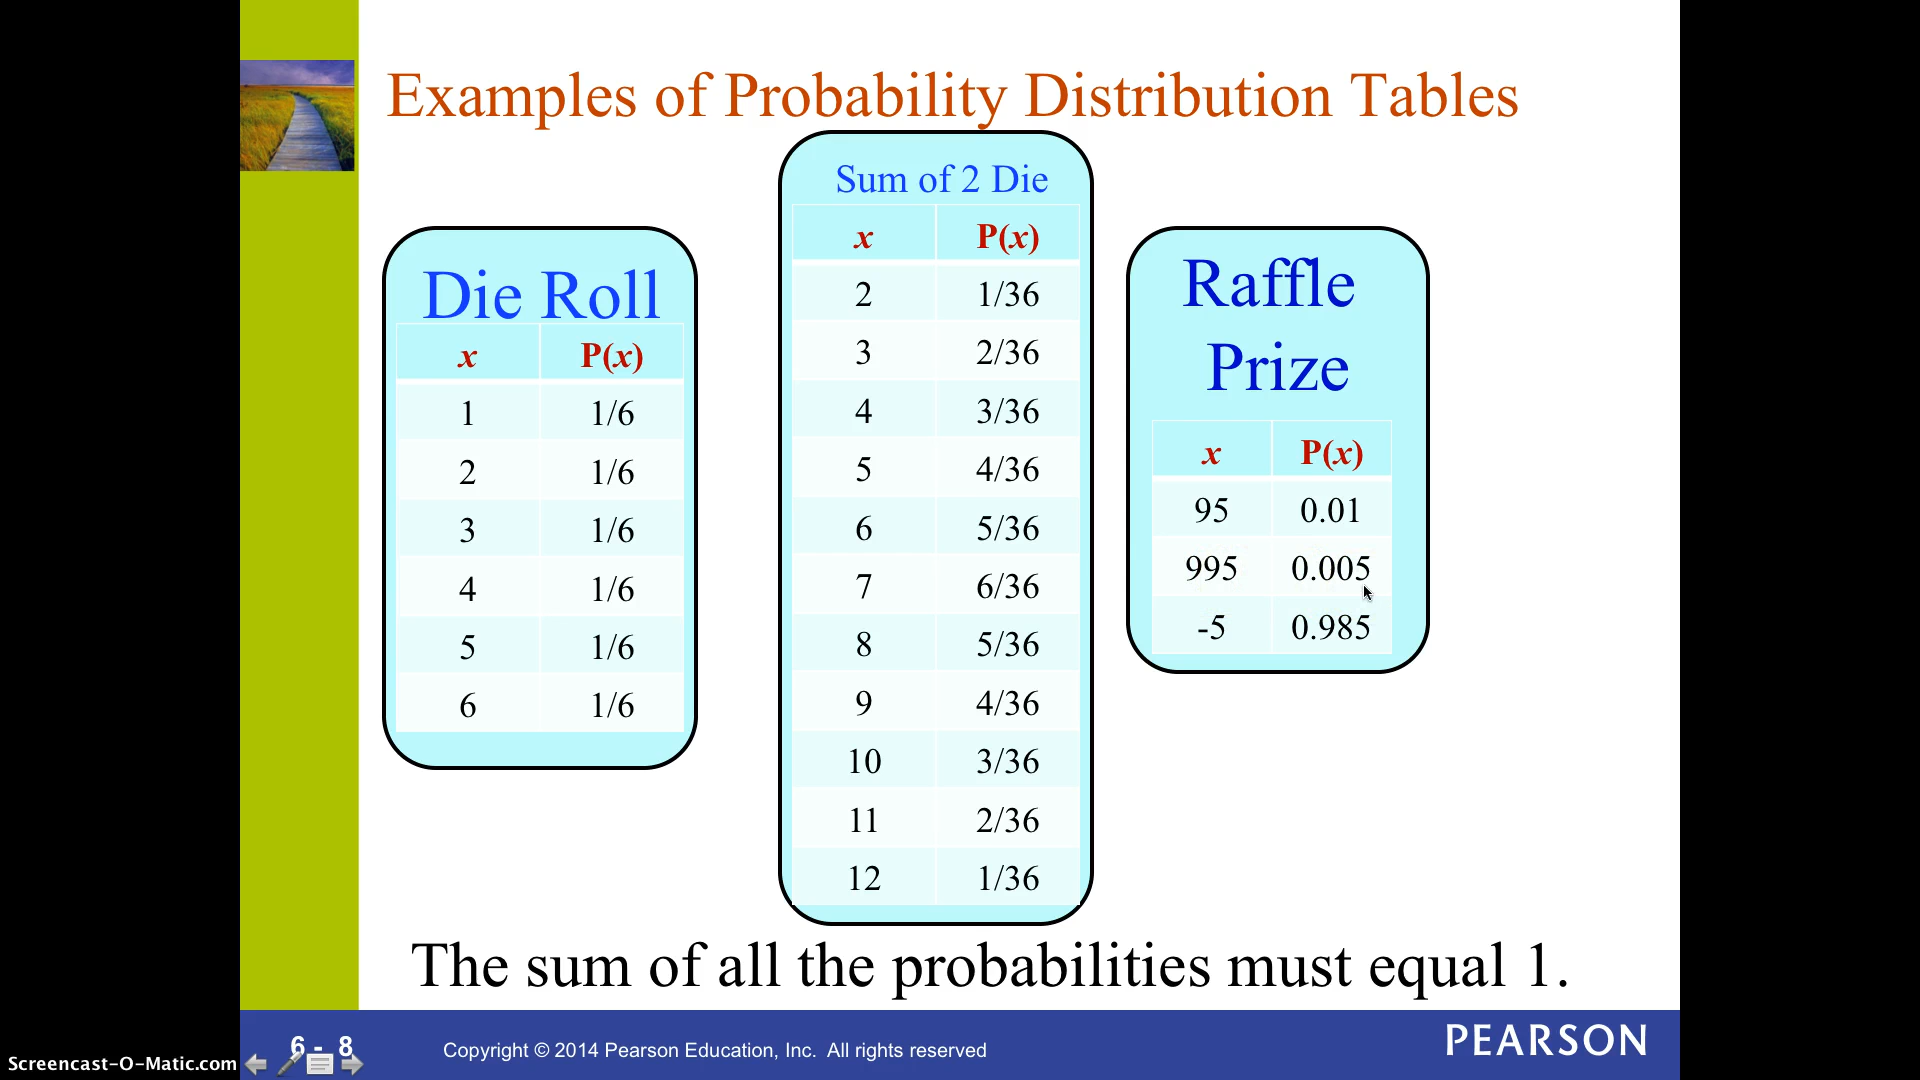 Examples of Probability Distribution Tables
Die Roll
x P(x)
1 1/6
2 1/6
3 1/6
4 1/6
5 1/6
6 1/6
Sum of 2 Die
x P(x)
2 1/36
3 2/36
4 3/36
5 4/36
6 5/36
7 6/36
8 5/36
9 4/36
10 3/36
11 2/36
12 1/36
Raffle
Prize
x P(x)
95 0.01
995 0.005
-5 0.985
The sum of all the probabilities must equal 1.
6 - 8
Copyright © 2014 Pearson Education, Inc. All rights reserved
PEARSON
Screencast-O-Matic.com